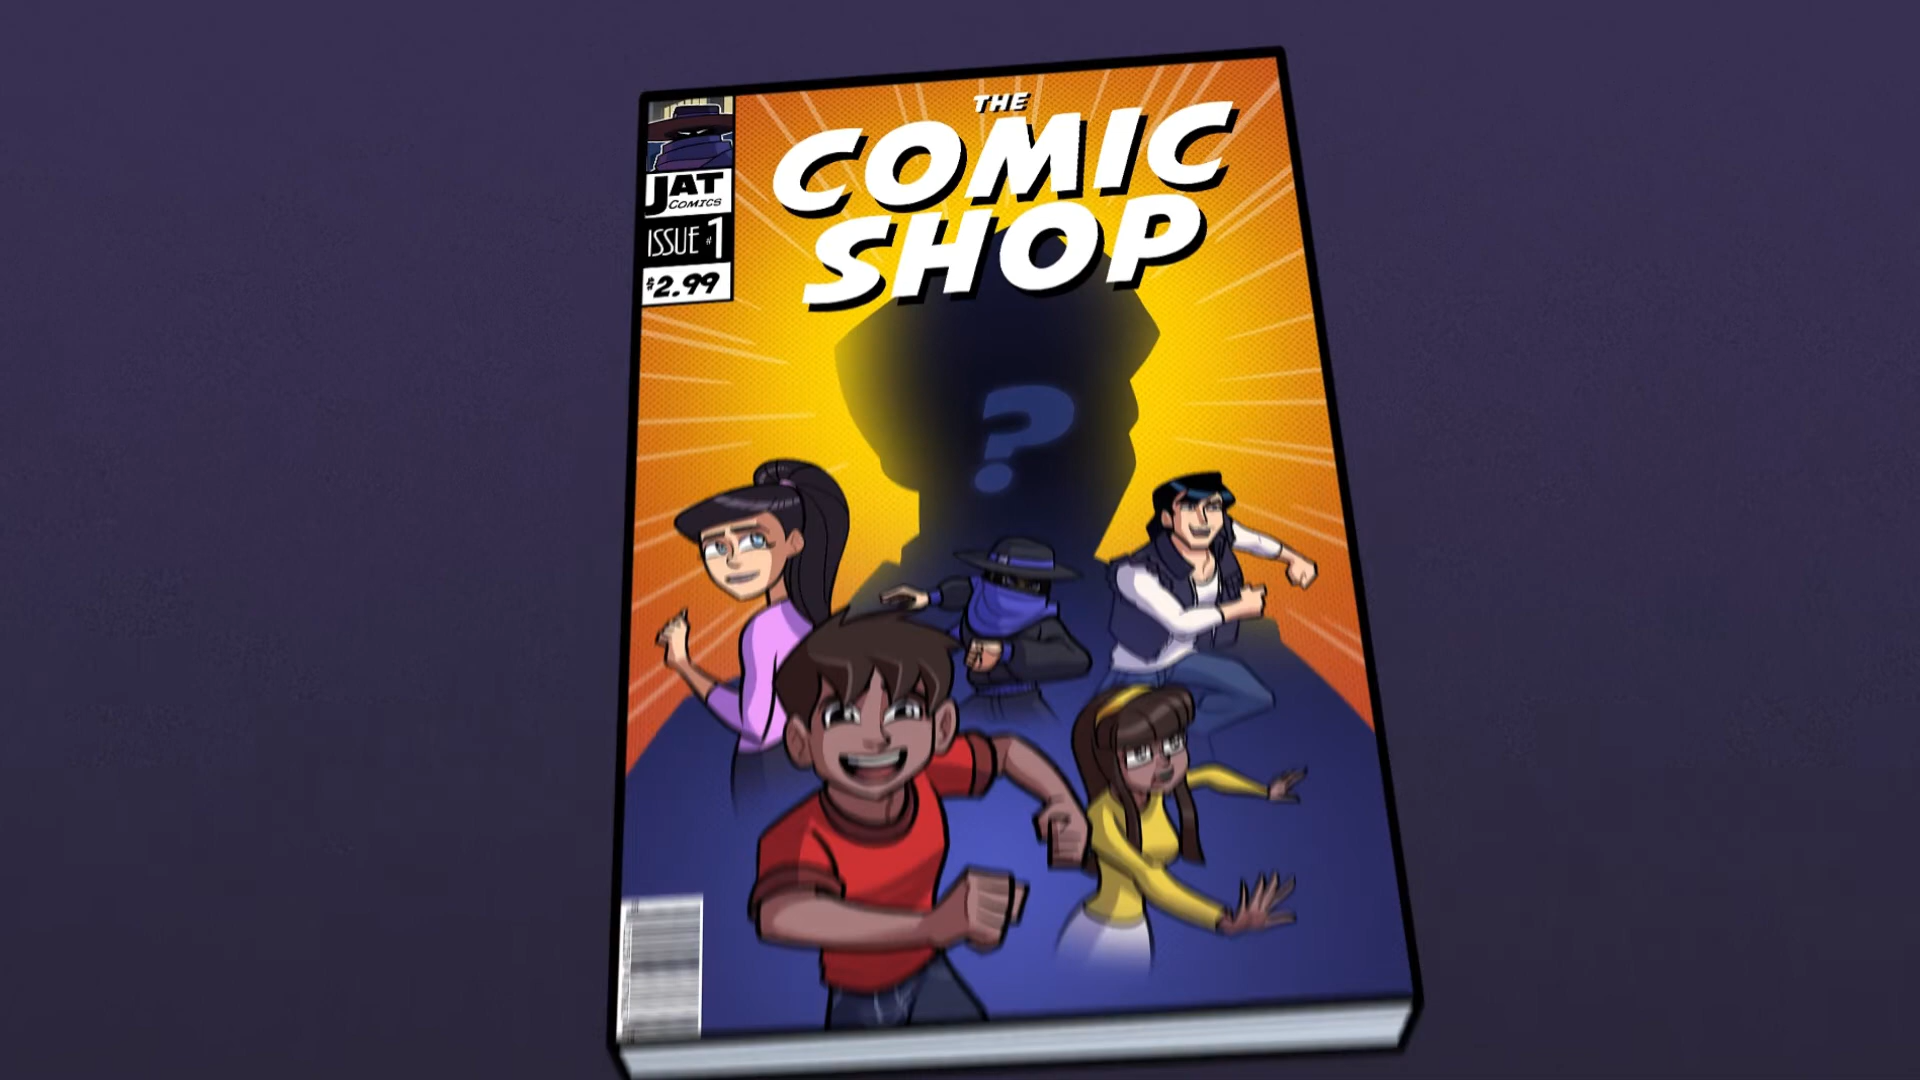 THE
COMIC
SHOP
JAT
COMICS
ISSUE #1
$2.99
?